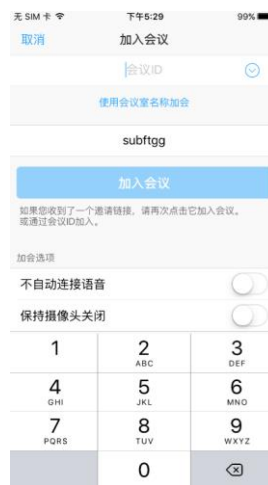 无 SIM 卡 下午5:29 99%
取消 加入会议
会议ID
使用会议室名称加会
subftgg
加入会议
如果您收到了一个邀请链接，请再次点击它加入会议。
或通过会议ID加入。
加会选项
不自动连接语音
保持摄像头关闭
1 2 3
ABC DEF
4 5 6
GHI JKL MNO
7 8 9
PQRS TUV WXYZ
0